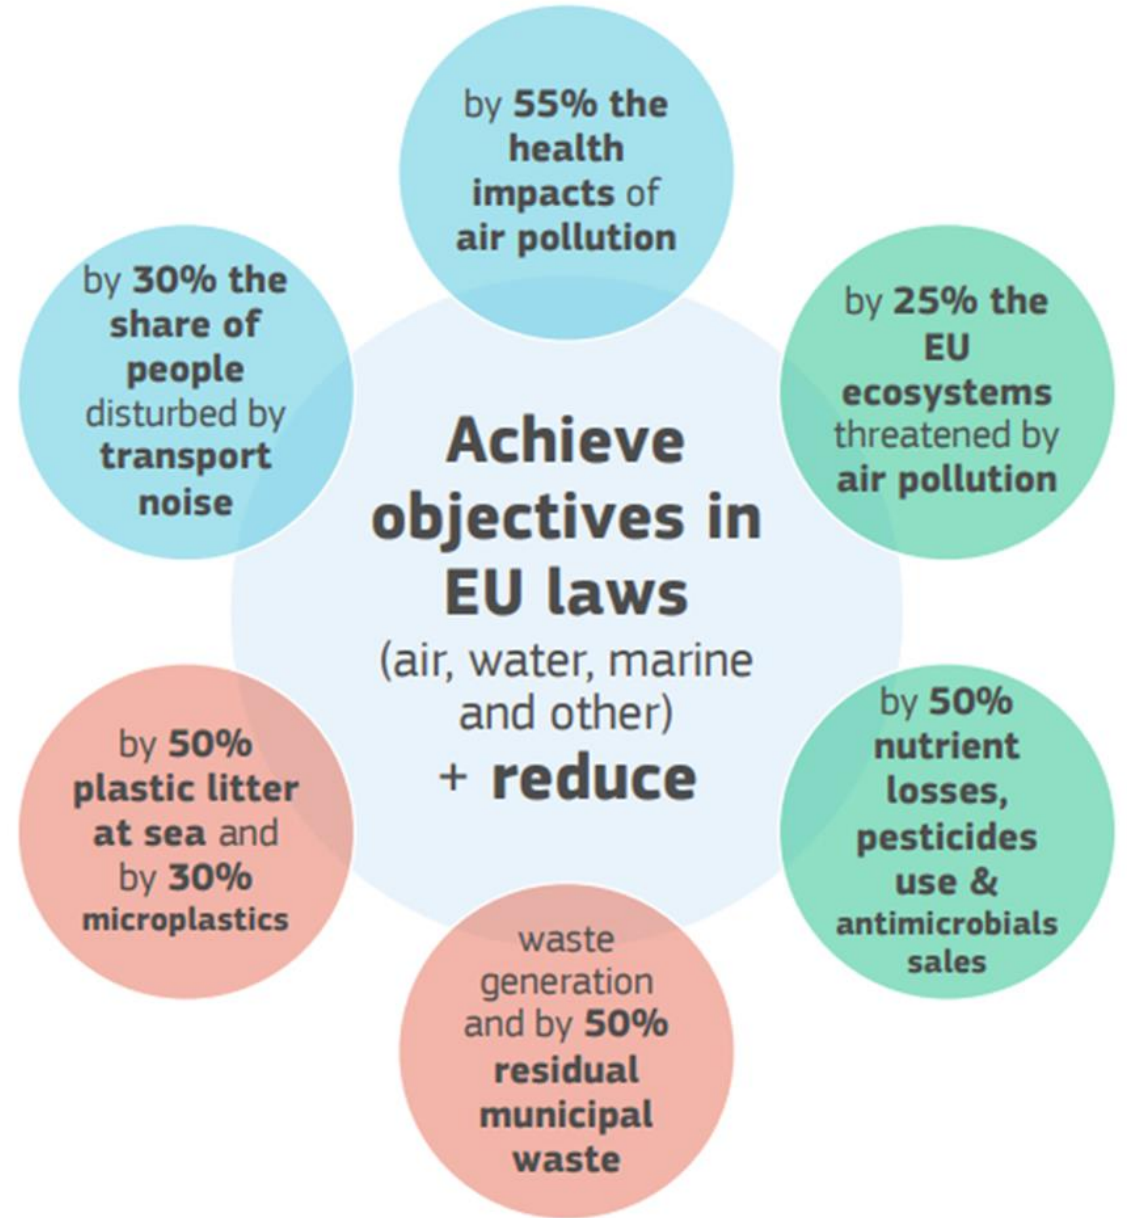 by 55% the
health
impacts of
air pollution
by 30% the
share of
people
disturbed by
transport
noise
by 25% the
EU
ecosystems
threatened by
air pollution
Achieve
objectives in
EU laws
(air, water, marine
and other)
+ reduce
by 50%
plastic litter
at sea and
by 30%
microplastics
by 50%
nutrient
losses,
pesticides
use &
antimicrobials
sales
waste
generation
and by 50%
residual
municipal
waste